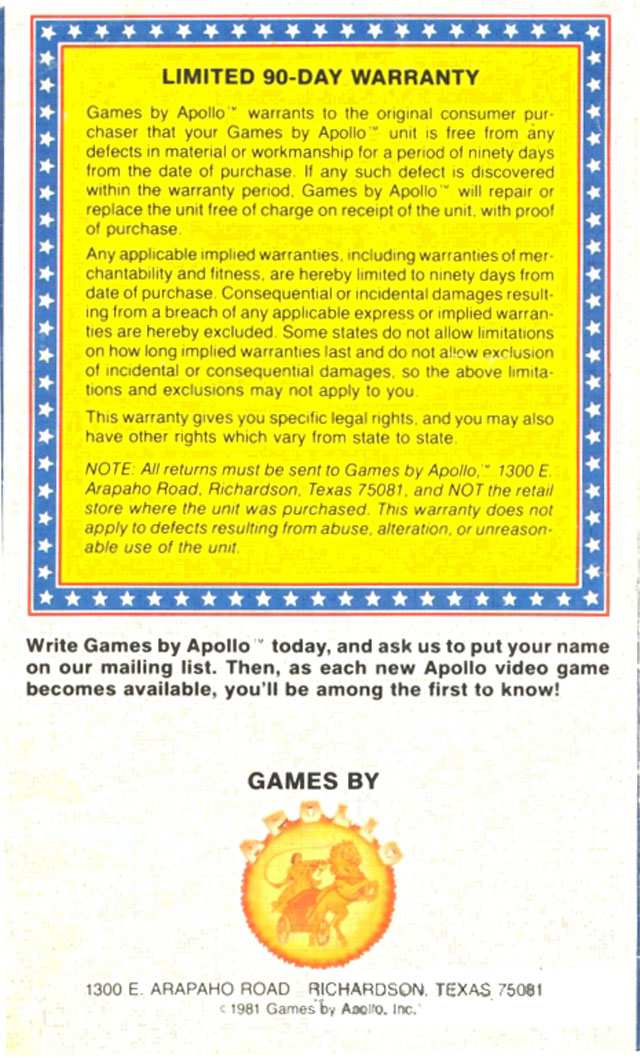 LIMITED 90-DAY WARRANTY
Games by Apollo™ warrants to the original consumer pur-
chaser that your Games by Apollo™ unit is free from any
defects in material or workmanship for a period of ninety days
from the date of purchase. If any such defect is discovered
within the warranty period, Games by Apollo™ will repair or
replace the unit free of charge on receipt of the unit, with proof
of purchase.
Any applicable implied warranties, including warranties of mer-
chantability and fitness, are hereby limited to ninety days from
date of purchase. Consequential or incidental damages result-
ing from a breach of any applicable express or implied warran-
ties are hereby excluded. Some states do not allow limitations
on how long implied warranties last and do not allow exclusion
of incidental or consequential damages, so the above limita-
tions and exclusions may not apply to you.
This warranty gives you specific legal rights, and you may also
have other rights which vary from state to state.
NOTE: All returns must be sent to Games by Apollo,™ 1300 E.
Arapaho Road, Richardson, Texas 75081, and NOT the retail
store where the unit was purchased. This warranty does not
apply to defects resulting from abuse, alteration, or unreason-
able use of the unit.
Write Games by Apollo™ today, and ask us to put your name
on our mailing list. Then, as each new Apollo video game
becomes available, you'll be among the first to know!
GAMES BY
APOLLO
1300 E. ARAPAHO ROAD RICHARDSON, TEXAS 75081
© 1981 Games by Apollo, Inc.